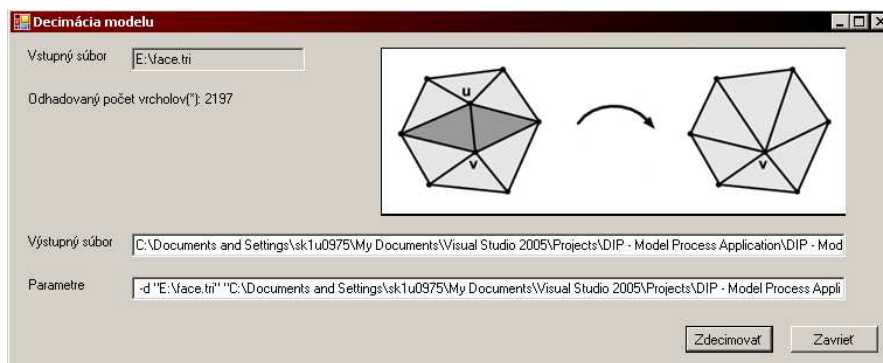 Decimácia modelu
Vstupný súbor E:\face.tri
Odhadovaný počet vrcholov(*): 2197
u
v
v
Výstupný súbor C:\Documents and Settings\sk1u0975\My Documents\Visual Studio 2005\Projects\DIP - Model Process Application\DIP - Mod
Parametre -d "E:\face.tri" "C:\Documents and Settings\sk1u0975\My Documents\Visual Studio 2005\Projects\DIP - Model Process Appli
Zdecimovať Zavrieť